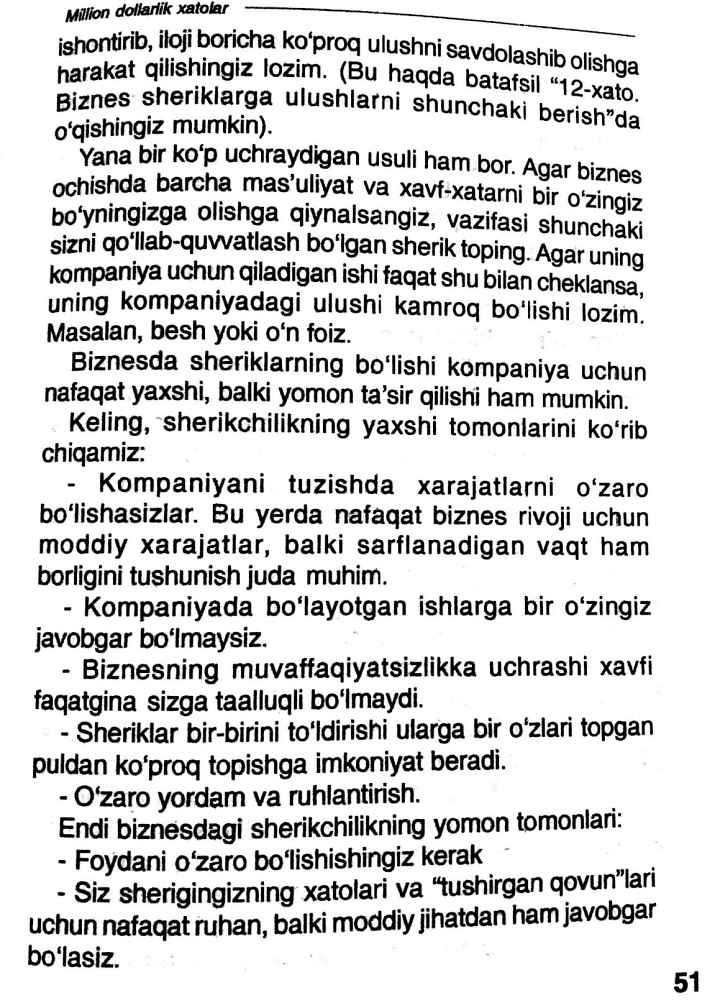 Million dollarlik xatolar
ishontirib, iloji boricha ko‘proq ulushni savdolashib olishga
harakat qilishingiz lozim. (Bu haqda batafsil “12-xato.
Biznes sheriklarga ulushlarni shunchaki berish”da
o‘qishingiz mumkin).
Yana bir ko‘p uchraydigan usuli ham bor. Agar biznes
ochishda barcha mas’uliyat va xavf-xatarni bir o‘zingiz
bo‘yningizga olishga qiynalsangiz, vazifasi shunchaki
sizni qo‘llab-quvvatlash bo‘lgan sherik toping. Agar uning
kompaniya uchun qiladigan ishi faqat shu bilan cheklansa,
uning kompaniyadagi ulushi kamroq bo‘lishi lozim.
Masalan, besh yoki o‘n foiz.
Biznesda sheriklarning bo‘lishi kompaniya uchun
nafaqat yaxshi, balki yomon ta’sir qilishi ham mumkin.
Keling, sherikchilikning yaxshi tomonlarini ko‘rib
chiqamiz:
- Kompaniyani tuzishda xarajatlarni o‘zaro
bo‘lishasizlar. Bu yerda nafaqat biznes rivoji uchun
moddiy xarajatlar, balki sarflanadigan vaqt ham
borligini tushunish juda muhim.
- Kompaniyada bo‘layotgan ishlarga bir o‘zingiz
javobgar bo‘lmaysiz.
- Biznesning muvaffaqiyatsizlikka uchrashi xavfi
faqatgina sizga taalluqli bo‘lmaydi.
- Sheriklar bir-birini to‘ldirishi ularga bir o‘zlari topgan
puldan ko‘proq topishga imkoniyat beradi.
- O‘zaro yordam va ruhlantirish.
Endi biznesdagi sherikchilikning yomon tomonlari:
- Foydani o‘zaro bo‘lishishingiz kerak
- Siz sherigingizning xatolari va “tushirgan qovun”lari
uchun nafaqat ruhan, balki moddiy jihatdan ham javobgar
bo‘lasiz.
51